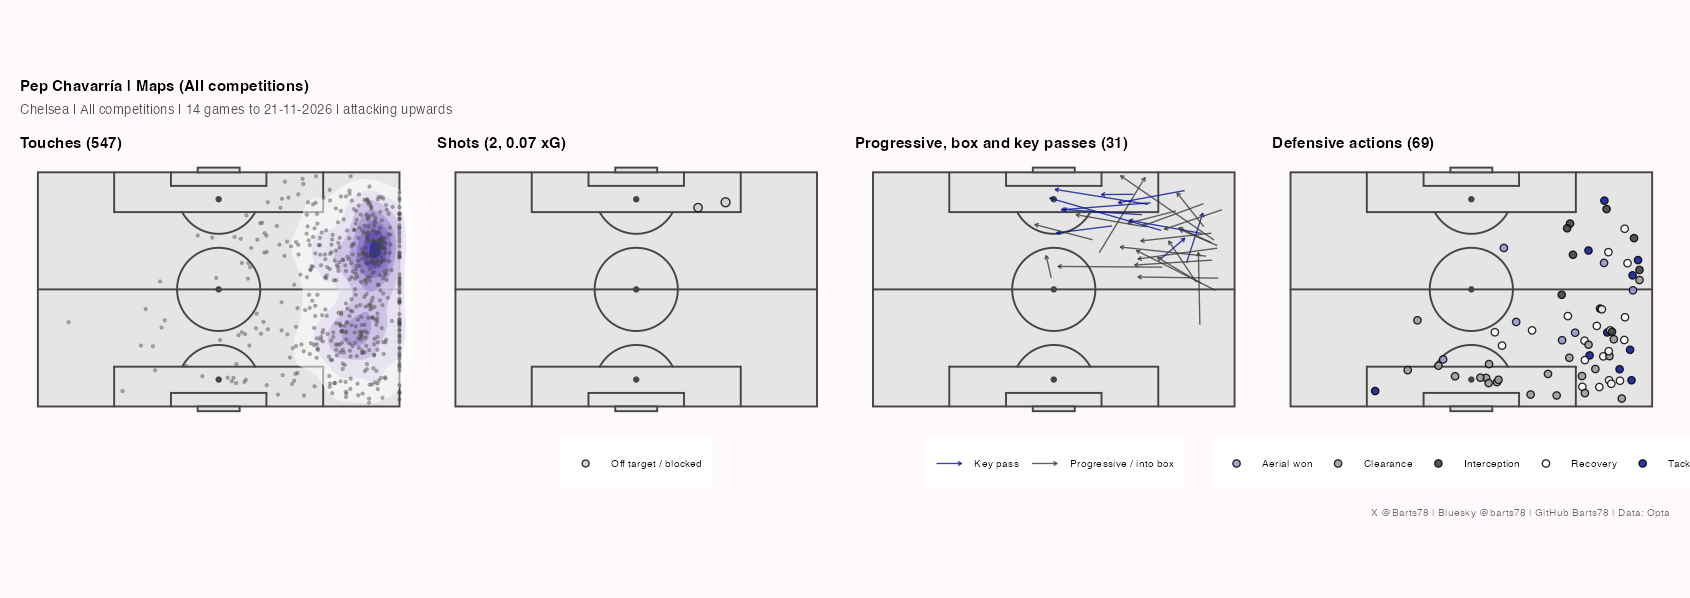 Pep Chavarría | Maps (All competitions)
Chelsea | All competitions | 14 games to 21-11-2026 | attacking upwards
Touches (547)
Shots (2, 0.07 xG)
Progressive, box and key passes (31)
Defensive actions (69)
Off target / blocked
Key pass
Progressive / into box
Aerial won
Clearance
Interception
Recovery
Tack
X @Barts78 | Bluesky @barts78 | GitHub Barts78 | Data: Opta